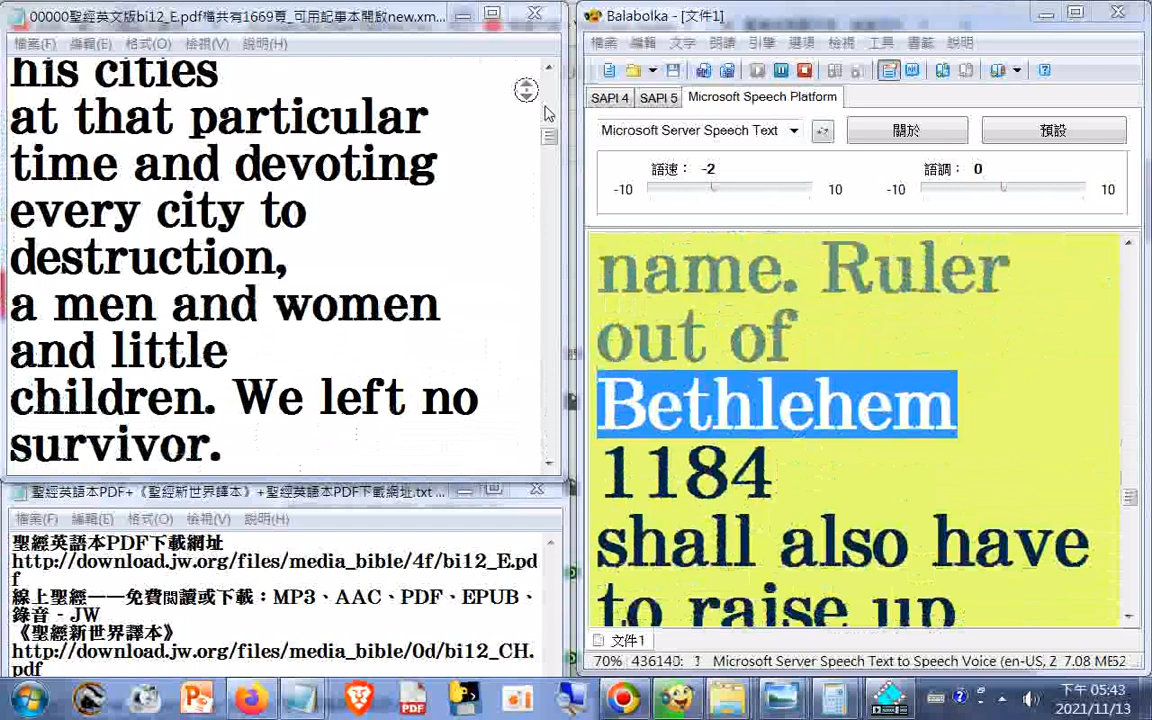 00000聖經英文版bi12_E.pdf檔共有1669頁_可用記事本開啟new.xm...
檔案(F) 編輯(E) 格式(O) 檢視(V) 說明(H)
his cities
at that particular
time and devoting
every city to
destruction,
a men and women
and little
children. We left no
survivor.
聖經英語本PDF+《聖經新世界譯本》+聖經英語本PDF下載網址.txt ...
檔案(F) 編輯(E) 格式(O) 檢視(V) 說明(H)
聖經英語本PDF下載網址
http://download.jw.org/files/media_bible/4f/bi12_E.pd
f
線上聖經——免費閱讀或下載：MP3、AAC、PDF、EPUB、
錄音 - JW
《聖經新世界譯本》
http://download.jw.org/files/media_bible/0d/bi12_CH.
pdf
Balabolka - [文件1]
檔案 編輯 文字 朗讀 引擎 選項 檢視 工具 書籤 說明
SAPI 4 SAPI 5 Microsoft Speech Platform
Microsoft Server Speech Text 關於 預設
語速： -2 語調： 0
-10 10 -10 10
name. Ruler
out of
Bethlehem
1184
shall also have
to raise up
文件1
70% 436140: 1 Microsoft Server Speech Text to Speech Voice (en-US, Z 7.08 ME52
PDF
下午 05:43
2021/11/13